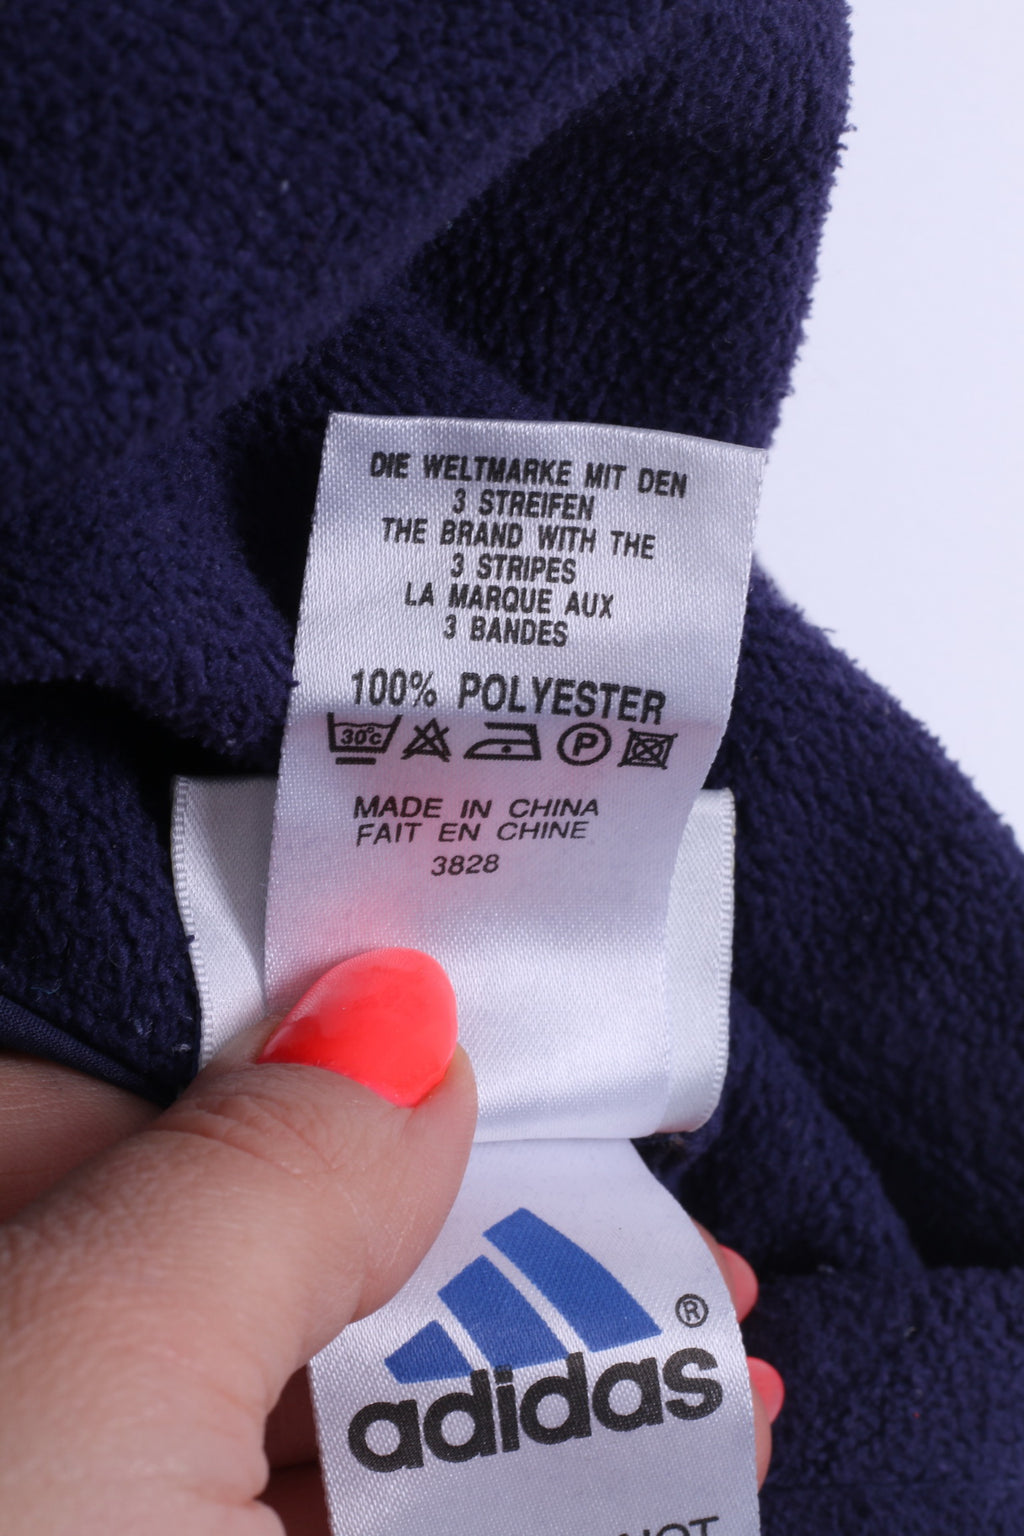 DIE WELTMARKE MIT DEN
3 STREIFEN
THE BRAND WITH THE
3 STRIPES
LA MARQUE AUX
3 BANDES
100% POLYESTER
30°C P
MADE IN CHINA
FAIT EN CHINE
3828
®
adidas
NOT